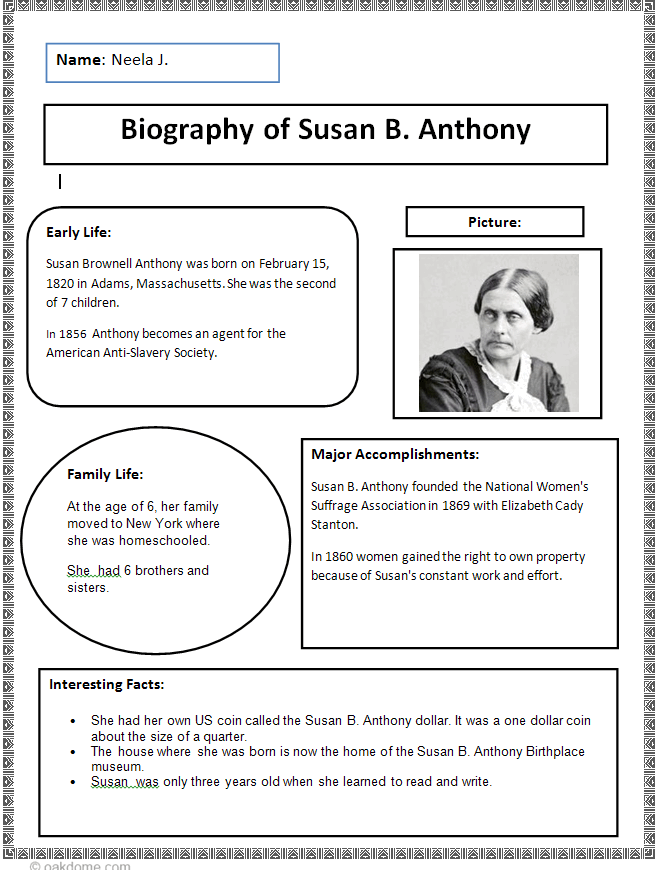 Name: Neela J.
Biography of Susan B. Anthony
Early Life:
Susan Brownell Anthony was born on February 15,
1820 in Adams, Massachusetts. She was the second
of 7 children.
In 1856 Anthony becomes an agent for the
American Anti-Slavery Society.
Picture:
Family Life:
At the age of 6, her family
moved to New York where
she was homeschooled.
She had 6 brothers and
sisters.
Major Accomplishments:
Susan B. Anthony founded the National Women's
Suffrage Association in 1869 with Elizabeth Cady
Stanton.
In 1860 women gained the right to own property
because of Susan's constant work and effort.
Interesting Facts:
• She had her own US coin called the Susan B. Anthony dollar. It was a one dollar coin
about the size of a quarter.
• The house where she was born is now the home of the Susan B. Anthony Birthplace
museum.
• Susan was only three years old when she learned to read and write.
© oakdome.com